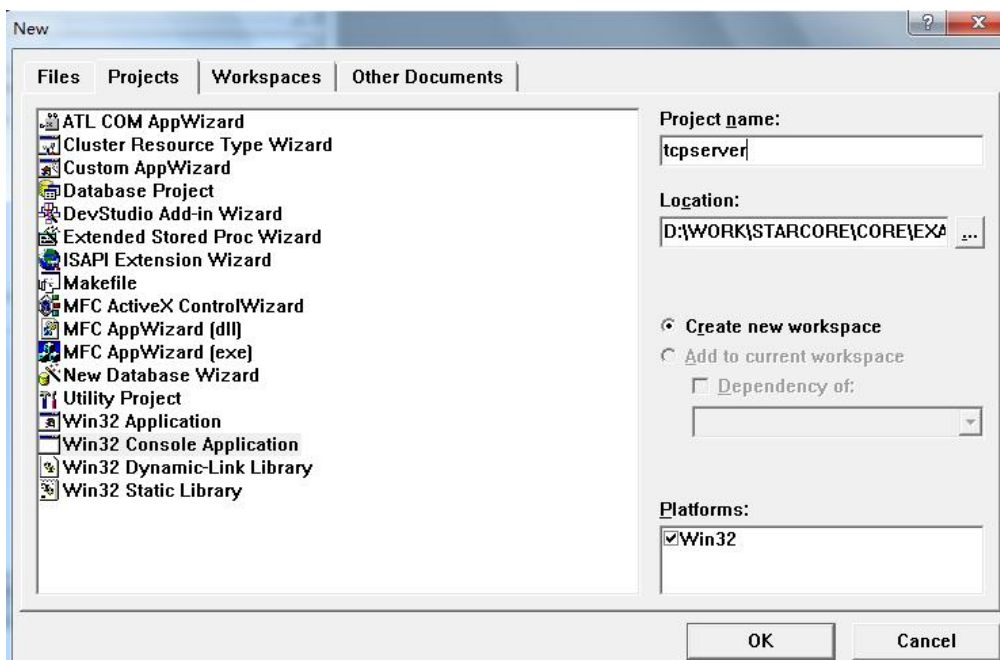 New
Files Projects Workspaces Other Documents
ATL COM AppWizard
Cluster Resource Type Wizard
Custom AppWizard
Database Project
DevStudio Add-in Wizard
Extended Stored Proc Wizard
ISAPI Extension Wizard
Makefile
MFC ActiveX ControlWizard
MFC AppWizard (dll)
MFC AppWizard (exe)
New Database Wizard
Utility Project
Win32 Application
Win32 Console Application
Win32 Dynamic-Link Library
Win32 Static Library
Project name:
tcpserver
Location:
D:\WORK\STARCORE\CORE\EXA ...
Create new workspace
Add to current workspace
Dependency of:
Platforms:
Win32
OK Cancel